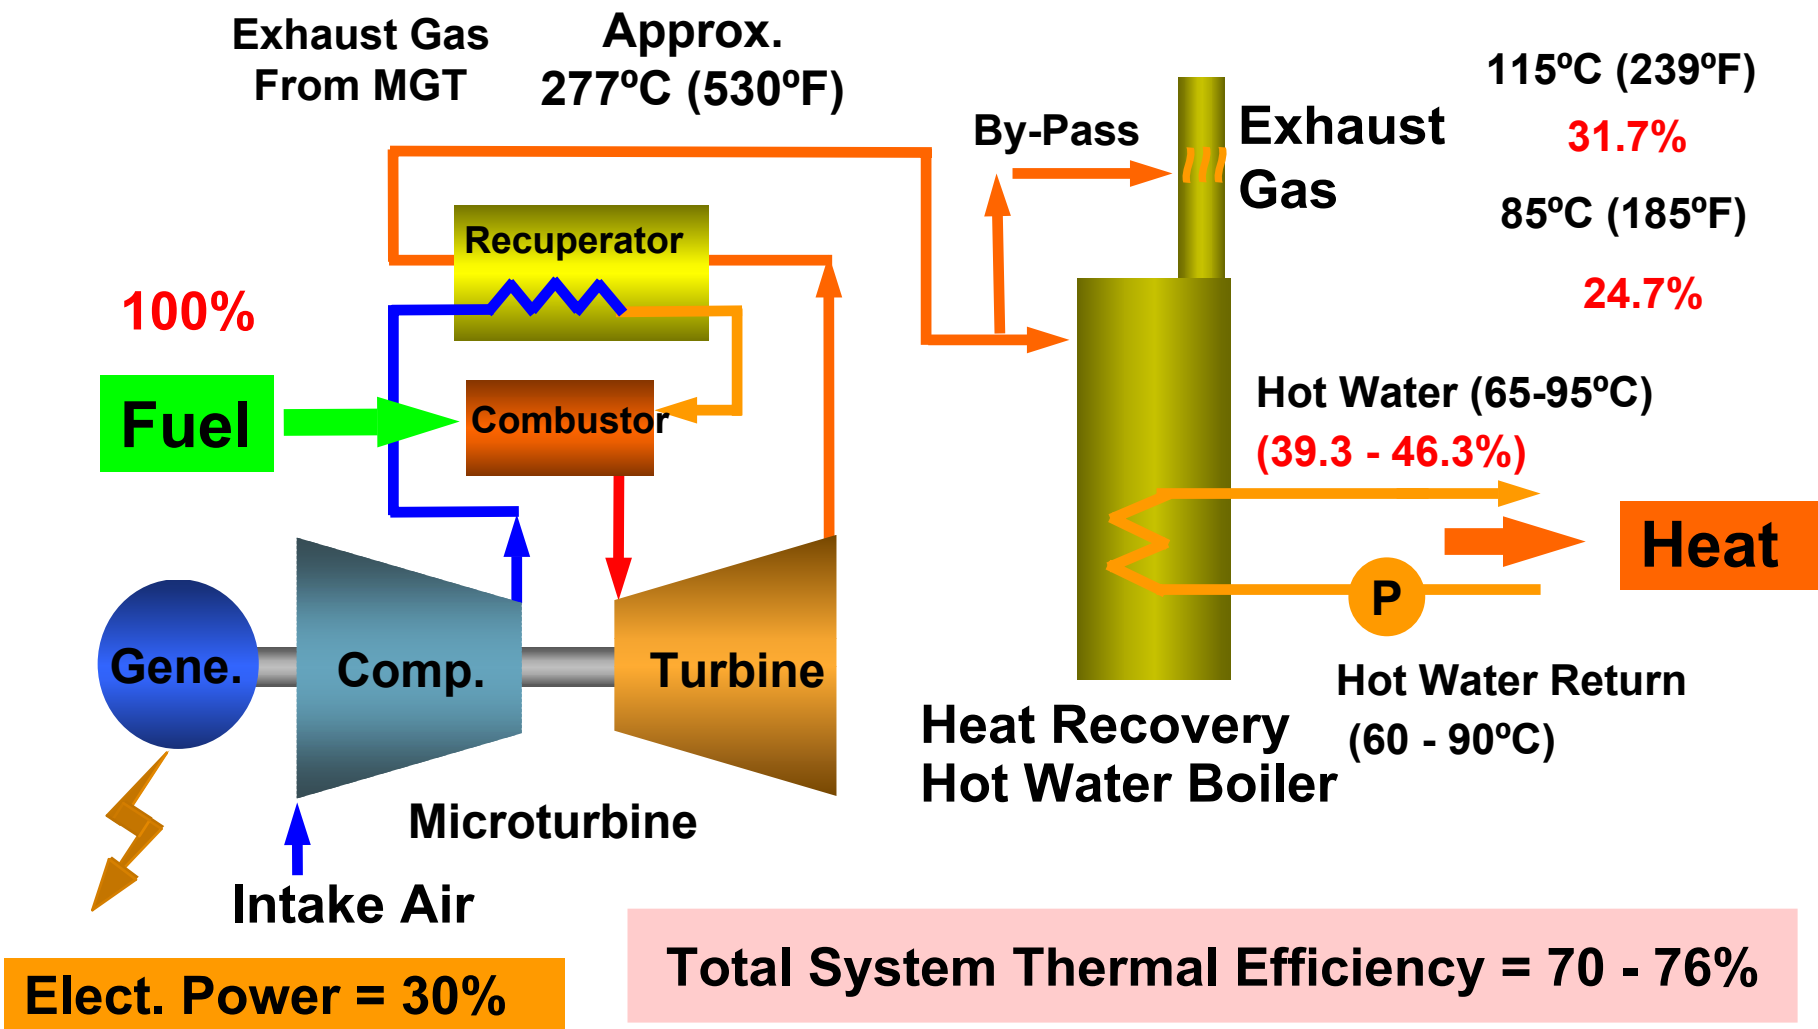 Exhaust Gas
From MGT
Approx.
277ºC (530ºF)
115ºC (239ºF)
31.7%
By-Pass
Exhaust
Gas
85ºC (185ºF)
24.7%
Recuperator
100%
Fuel
Combustor
Hot Water (65-95ºC)
(39.3 - 46.3%)
Heat
P
Gene.
Comp.
Turbine
Hot Water Return
(60 - 90ºC)
Heat Recovery
Hot Water Boiler
Microturbine
Intake Air
Total System Thermal Efficiency = 70 - 76%
Elect. Power = 30%